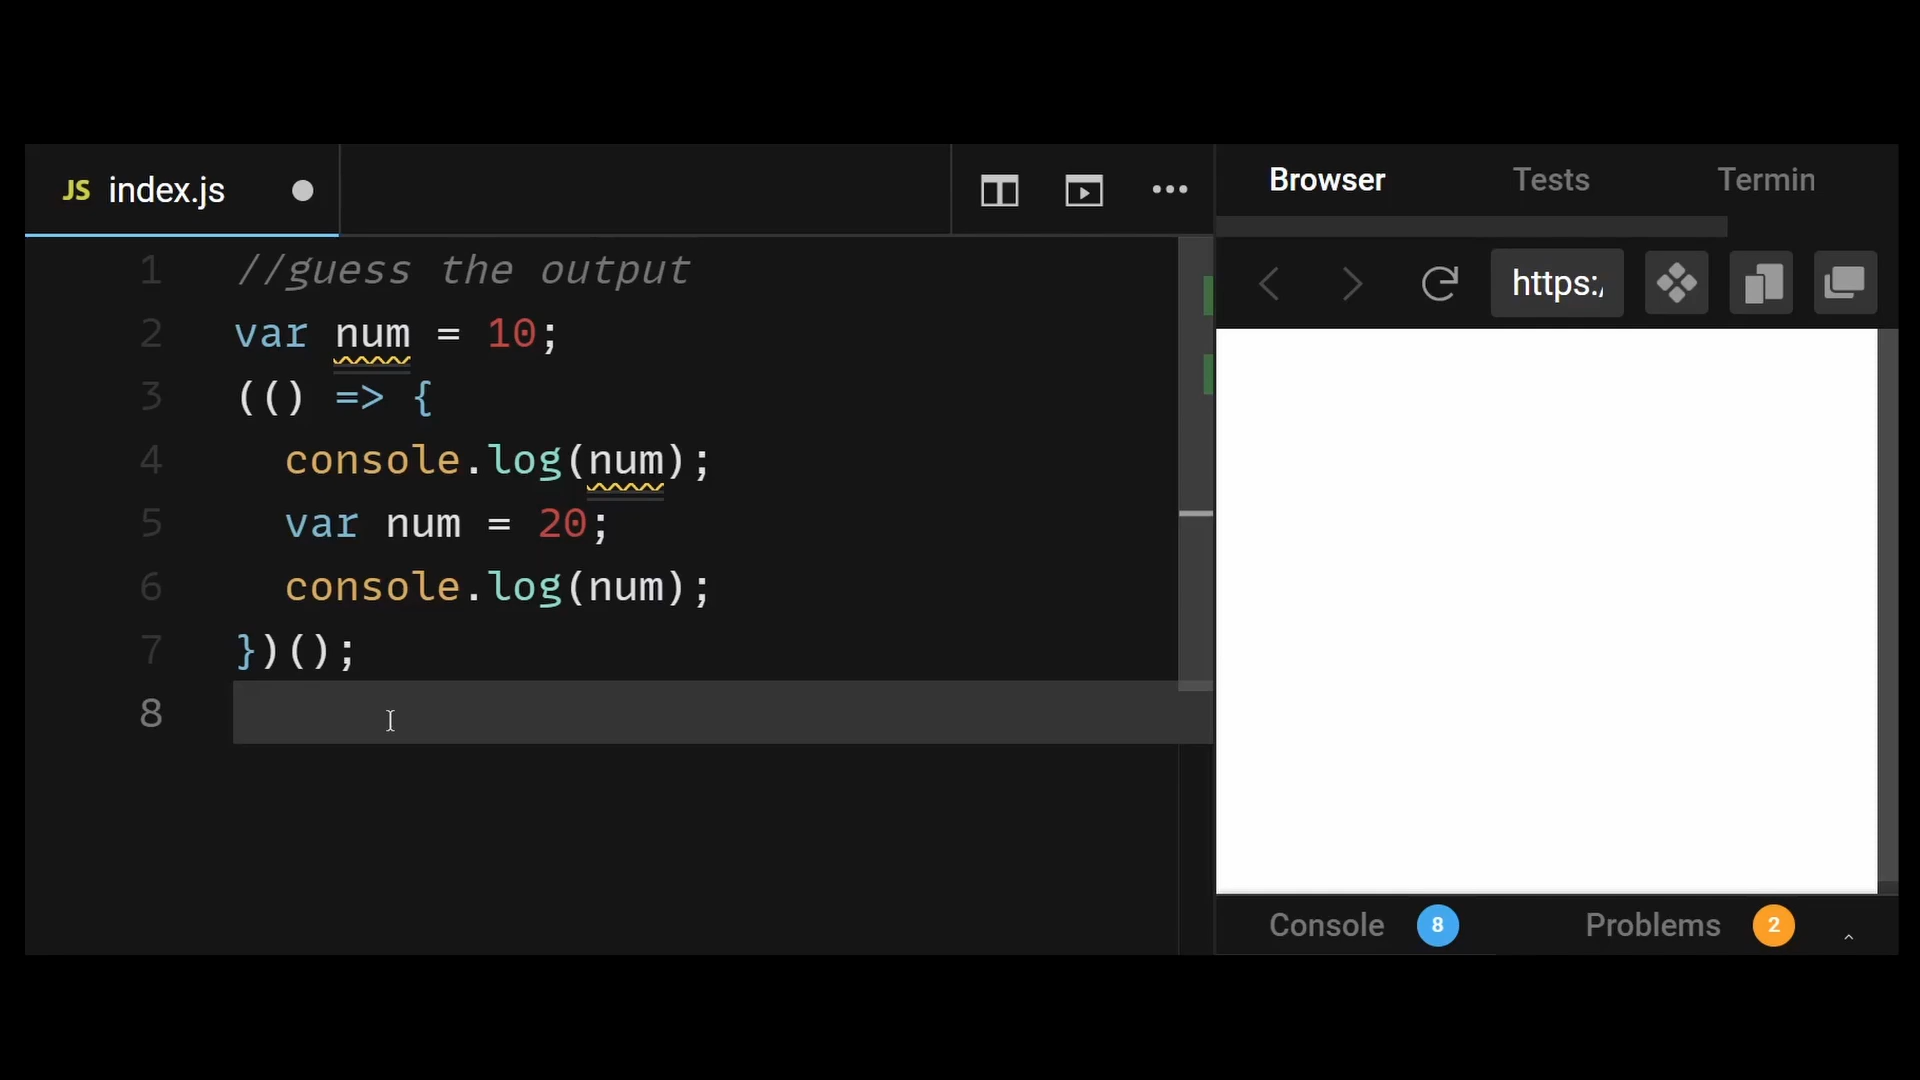 JS index.js
Browser Tests Termin
https:/
1 //guess the output
2 var num = 10;
3 (() => {
4 console.log(num);
5 var num = 20;
6 console.log(num);
7 })();
8
Console 8 Problems 2